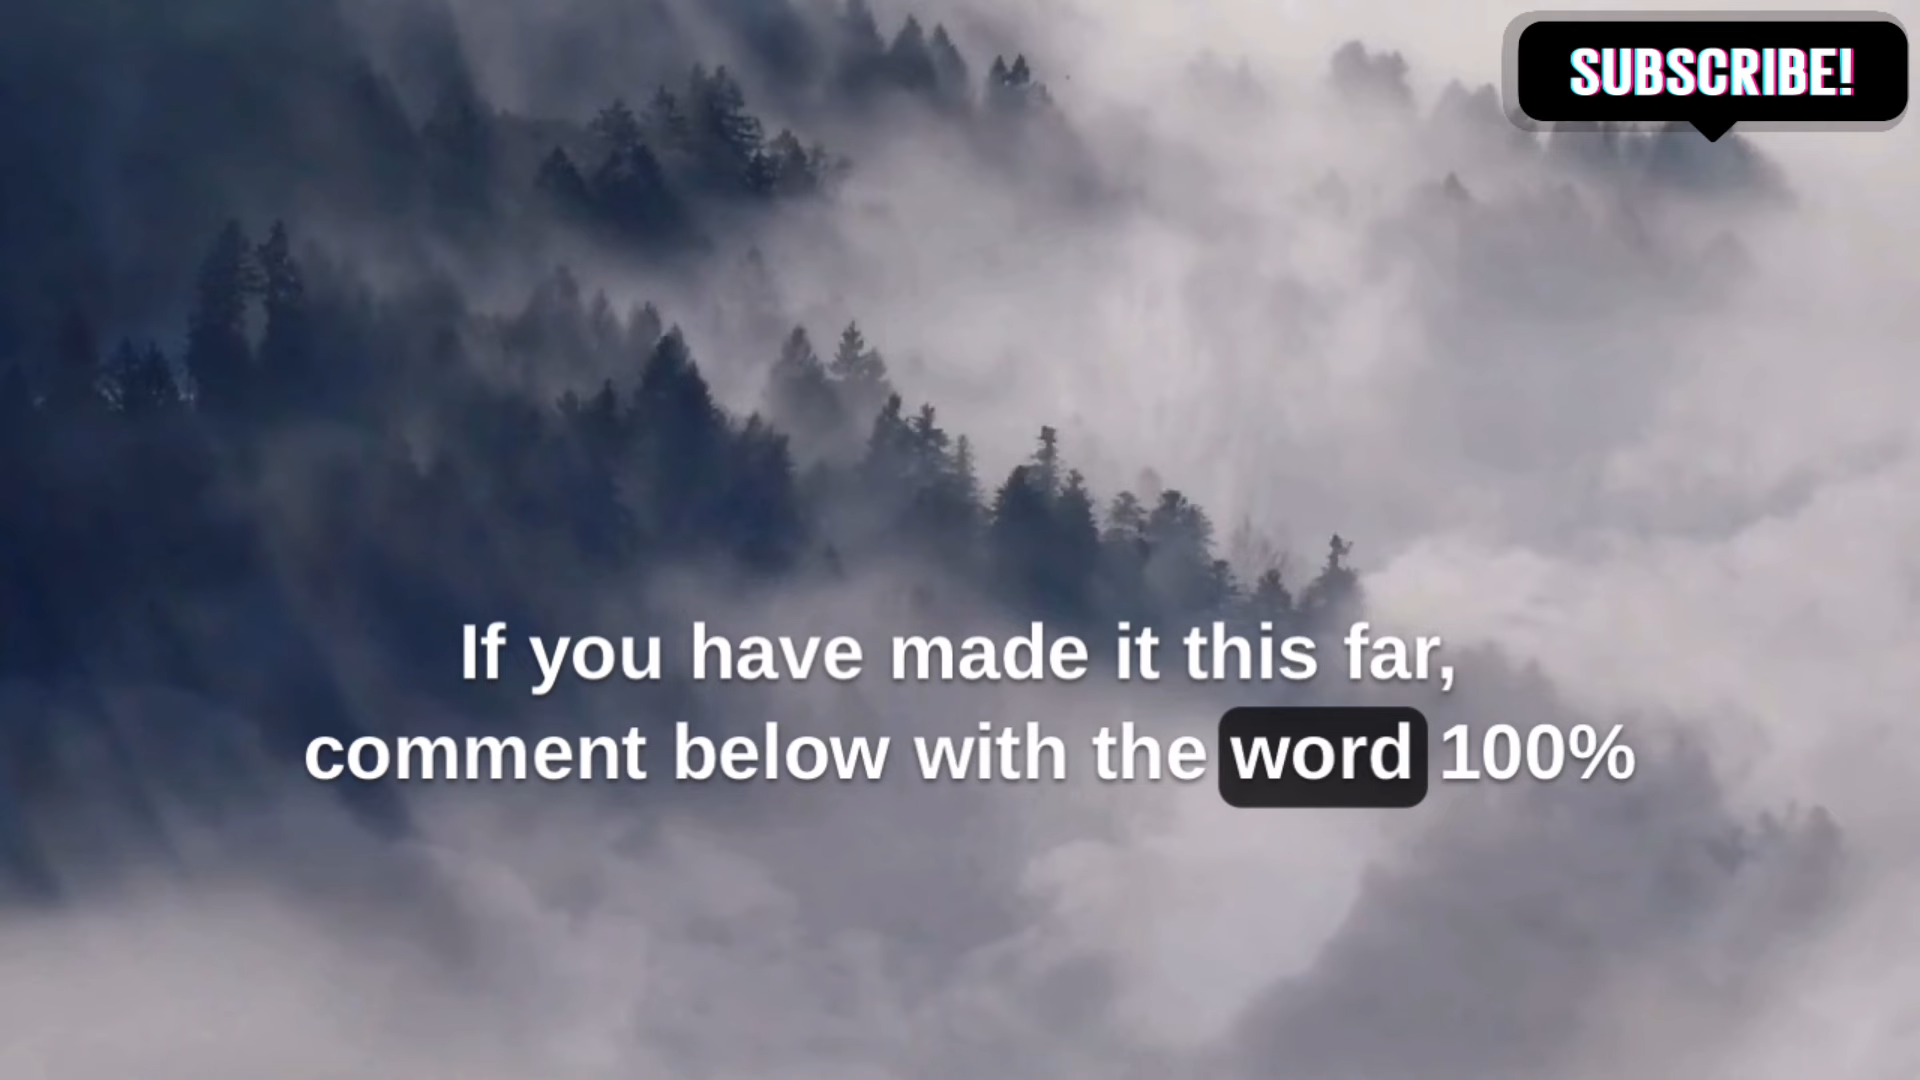 SUBSCRIBE!
If you have made it this far,
comment below with the word 100%